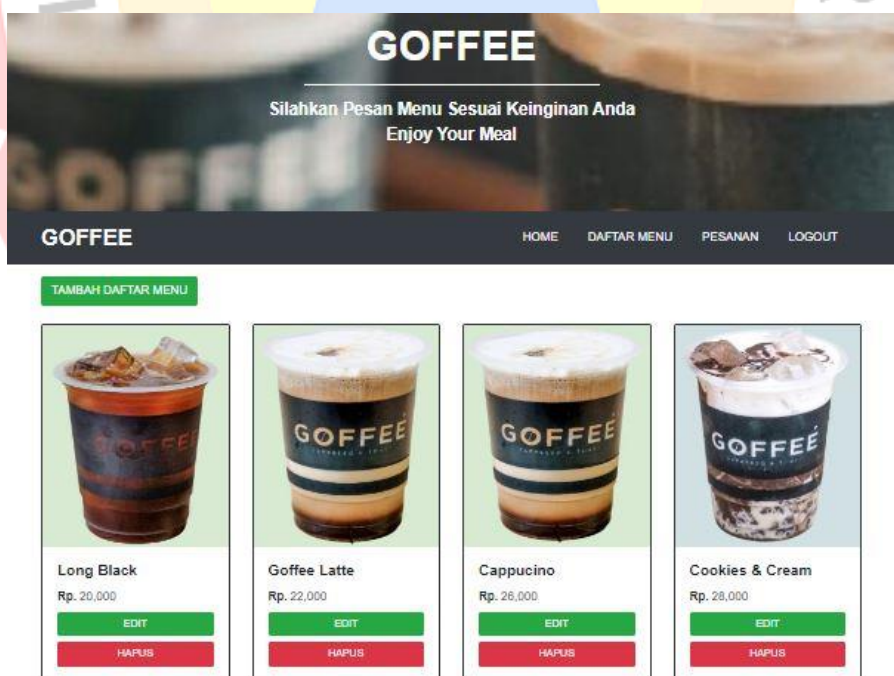 GOFFEE
Silahkan Pesan Menu Sesuai Keinginan Anda
Enjoy Your Meal
GOFFEE
GOFFEE HOME DAFTAR MENU PESANAN LOGOUT
TAMBAH DAFTAR MENU
GOFFEE GOFFEE GOFFEE GOFFEE
Long Black Goffee Latte Cappucino Cookies & Cream
Rp. 20,000 Rp. 22,000 Rp. 26,000 Rp. 28,000
EDIT EDIT EDIT EDIT
HAPUS HAPUS HAPUS HAPUS